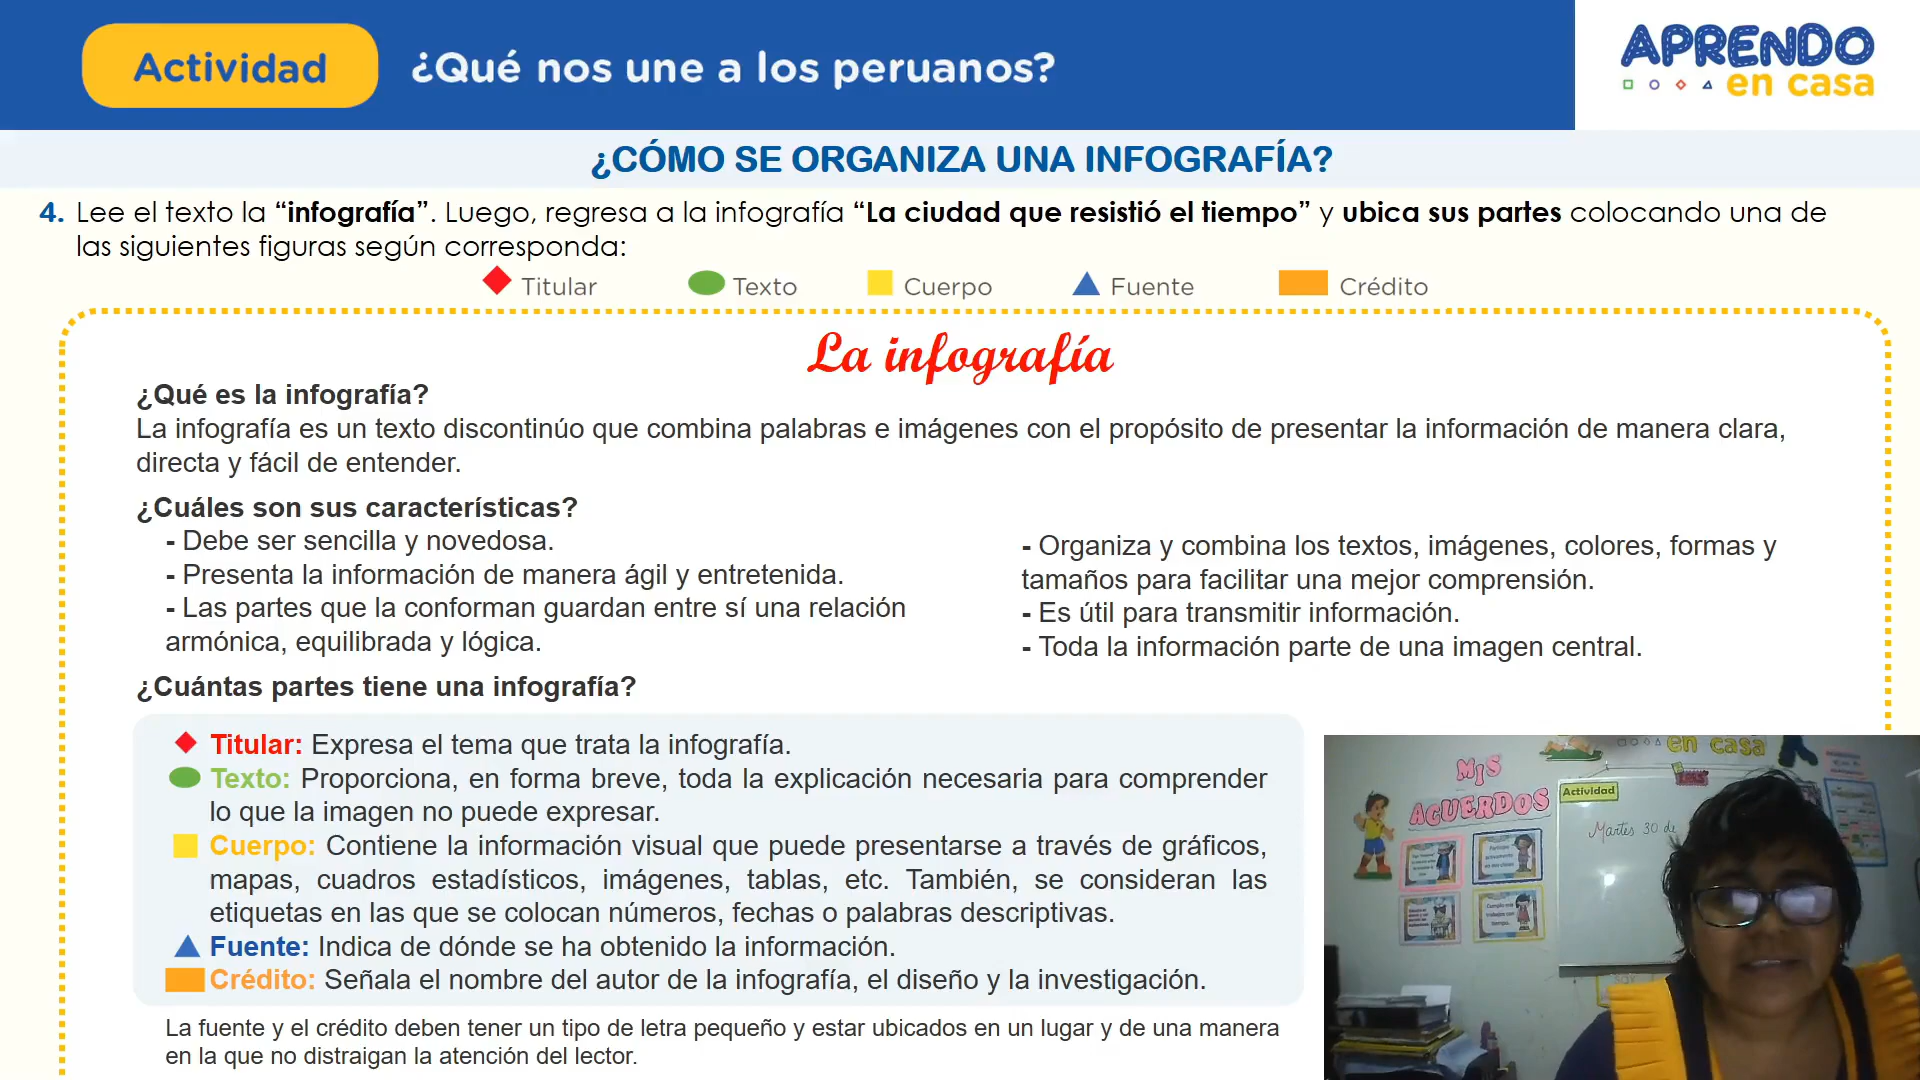 Actividad
¿Qué nos une a los peruanos?
APRENDO
en casa
¿CÓMO SE ORGANIZA UNA INFOGRAFÍA?
4. Lee el texto la “infografía”. Luego, regresa a la infografía “La ciudad que resistió el tiempo” y ubica sus partes colocando una de
las siguientes figuras según corresponda:
Titular Texto Cuerpo Fuente Crédito
La infografía
¿Qué es la infografía?
La infografía es un texto discontinúo que combina palabras e imágenes con el propósito de presentar la información de manera clara,
directa y fácil de entender.
¿Cuáles son sus características?
- Debe ser sencilla y novedosa.
- Presenta la información de manera ágil y entretenida.
- Las partes que la conforman guardan entre sí una relación
armónica, equilibrada y lógica.
- Organiza y combina los textos, imágenes, colores, formas y
tamaños para facilitar una mejor comprensión.
- Es útil para transmitir información.
- Toda la información parte de una imagen central.
¿Cuántas partes tiene una infografía?
Titular: Expresa el tema que trata la infografía.
Texto: Proporciona, en forma breve, toda la explicación necesaria para comprender
lo que la imagen no puede expresar.
Cuerpo: Contiene la información visual que puede presentarse a través de gráficos,
mapas, cuadros estadísticos, imágenes, tablas, etc. También, se consideran las
etiquetas en las que se colocan números, fechas o palabras descriptivas.
Fuente: Indica de dónde se ha obtenido la información.
Crédito: Señala el nombre del autor de la infografía, el diseño y la investigación.
La fuente y el crédito deben tener un tipo de letra pequeño y estar ubicados en un lugar y de una manera
en la que no distraigan la atención del lector.
en casa
MIS
ACUERDOS
Actividad
Martes 30 de